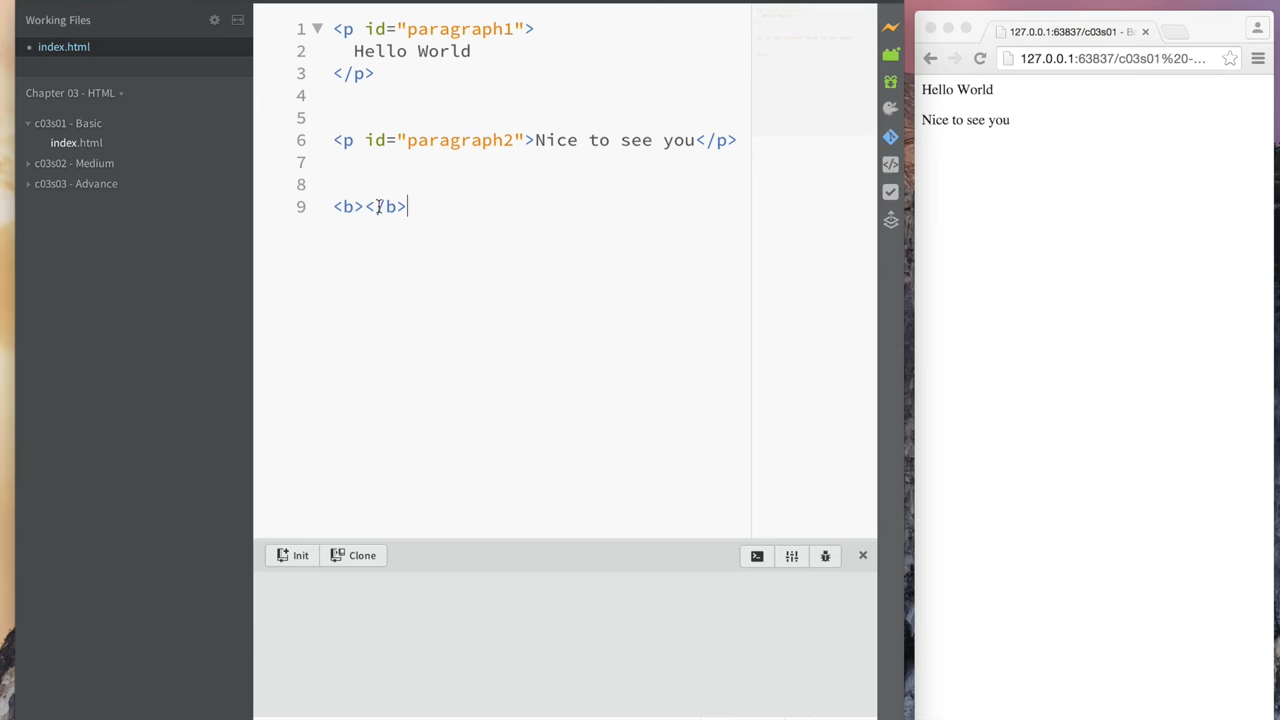 Working Files
index.html
Chapter 03 - HTML
c03s01 - Basic
index.html
c03s02 - Medium
c03s03 - Advance
1 <p id="paragraph1">
2 Hello World
3 </p>
4
5
6 <p id="paragraph2">Nice to see you</p>
7
8
9 <b></b>
Init Clone
127.0.0.1:63837/c03s01 - B
127.0.0.1:63837/c03s01%20-...
Hello World
Nice to see you